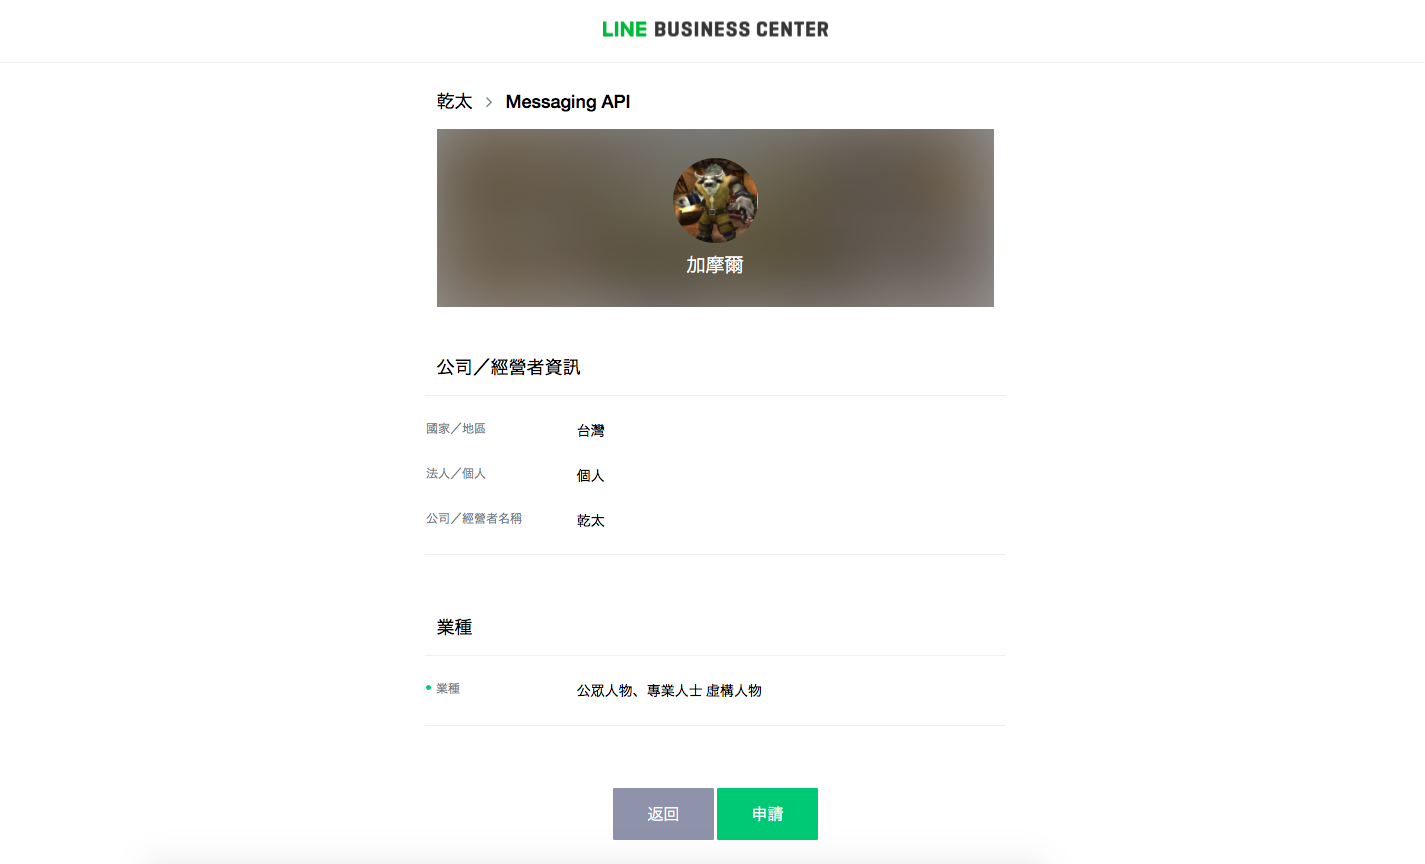 LINE BUSINESS CENTER
乾太 > Messaging API
加摩爾
公司／經營者資訊
國家／地區 台灣
法人／個人 個人
公司／經營者名稱 乾太
業種
業種 公眾人物、專業人士 虛構人物
返回 申請